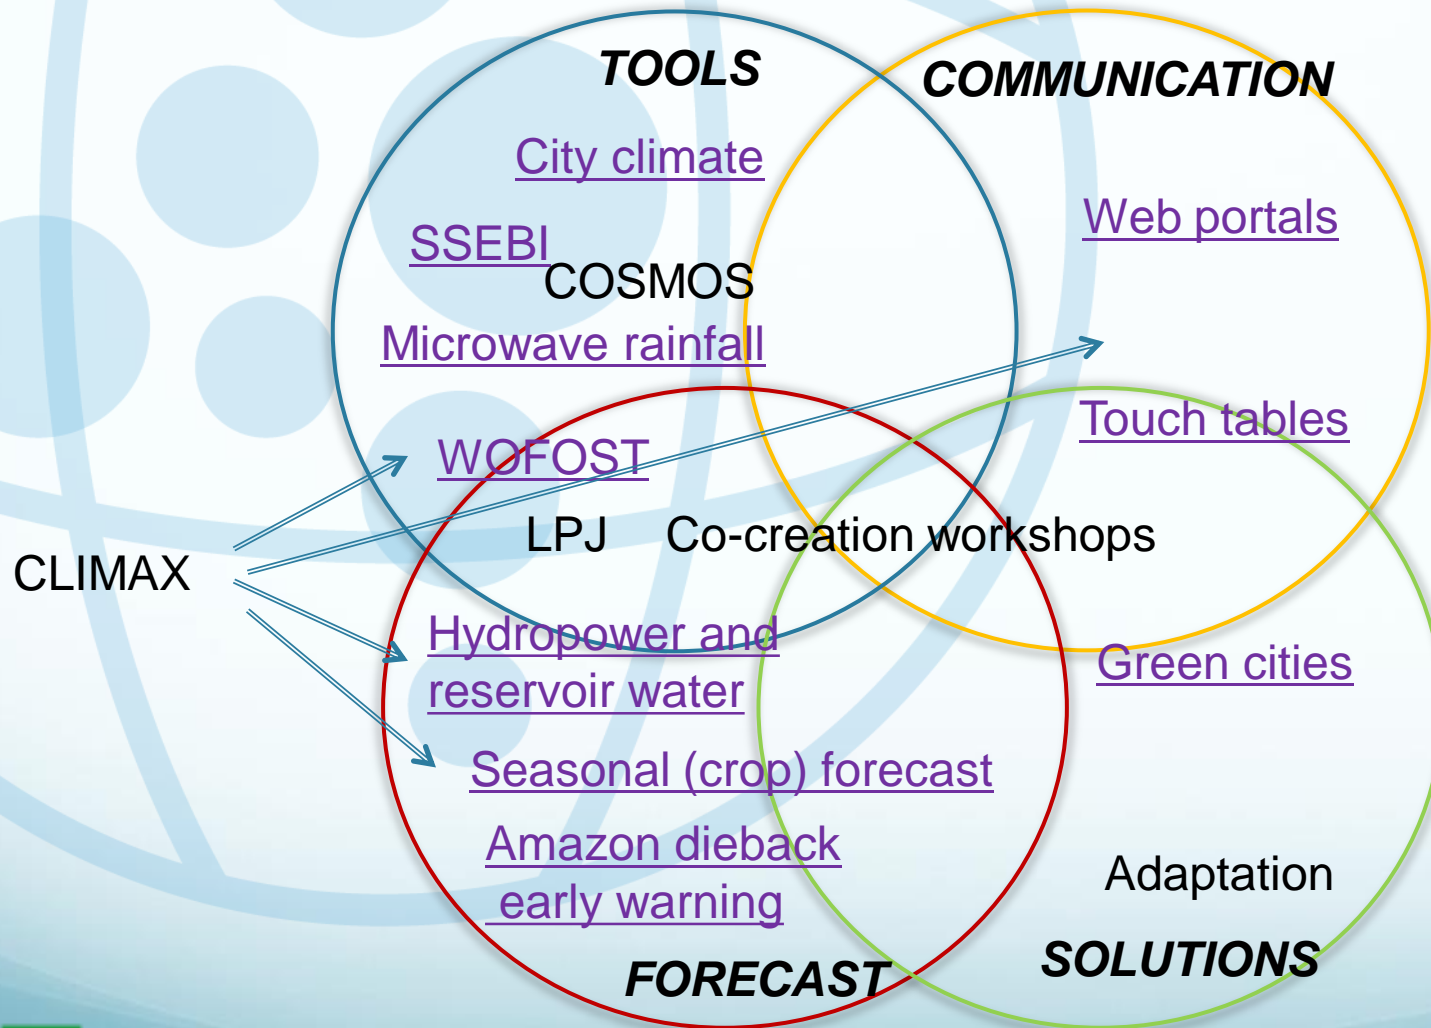 TOOLS
COMMUNICATION
City climate
Web portals
SSEBI
COSMOS
Microwave rainfall
Touch tables
WOFOST
LPJ
Co-creation workshops
CLIMAX
Hydropower and
reservoir water
Green cities
Seasonal (crop) forecast
Amazon dieback
early warning
Adaptation
SOLUTIONS
FORECAST